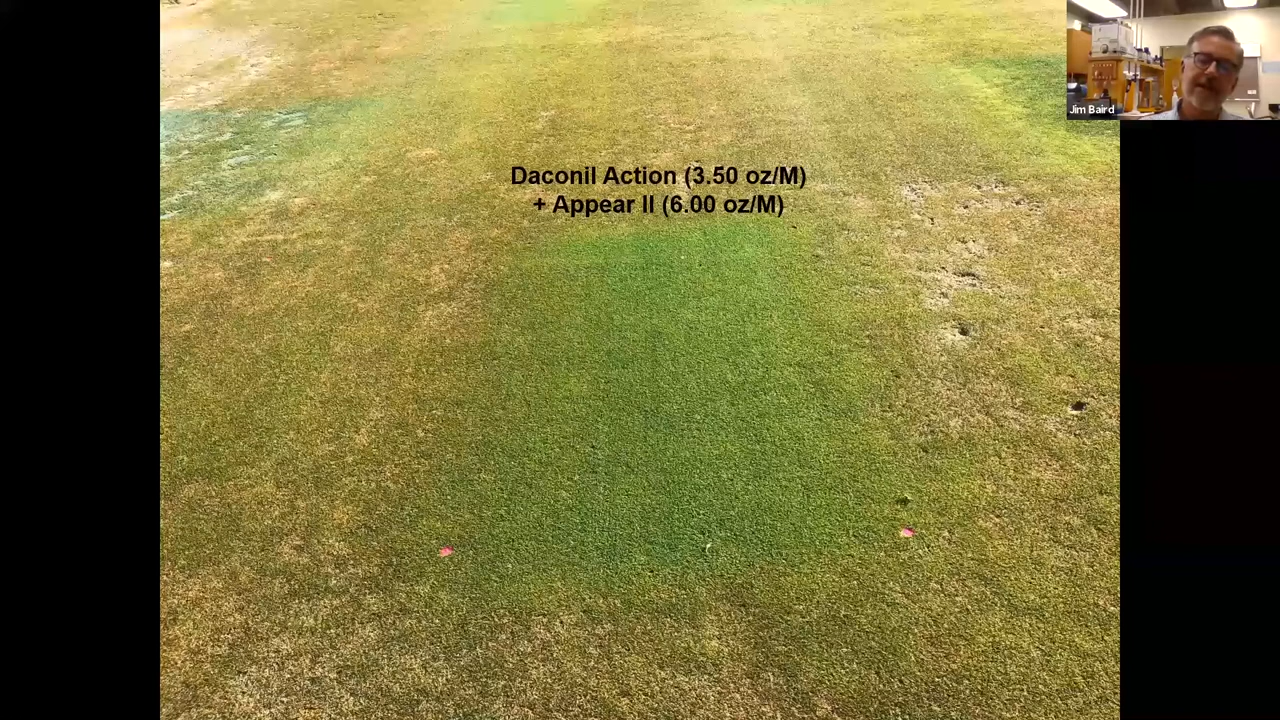 Jim Baird
Daconil Action (3.50 oz/M)
+ Appear II (6.00 oz/M)